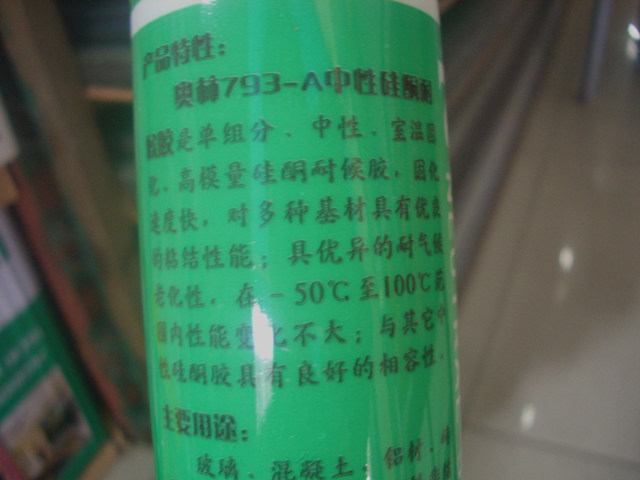 产品特性：
奥林793-A中性硅酮耐
候胶是单组分、中性、室温固
化、高模量硅酮耐候胶，固化
速度快，对多种基材具有优良
的粘结性能；具优异的耐气候
老化性，在-50℃至100℃范
围内性能变化不大；与其它中
性硅酮胶具有良好的相容性。
主要用途：
玻璃、混凝土、铝材、